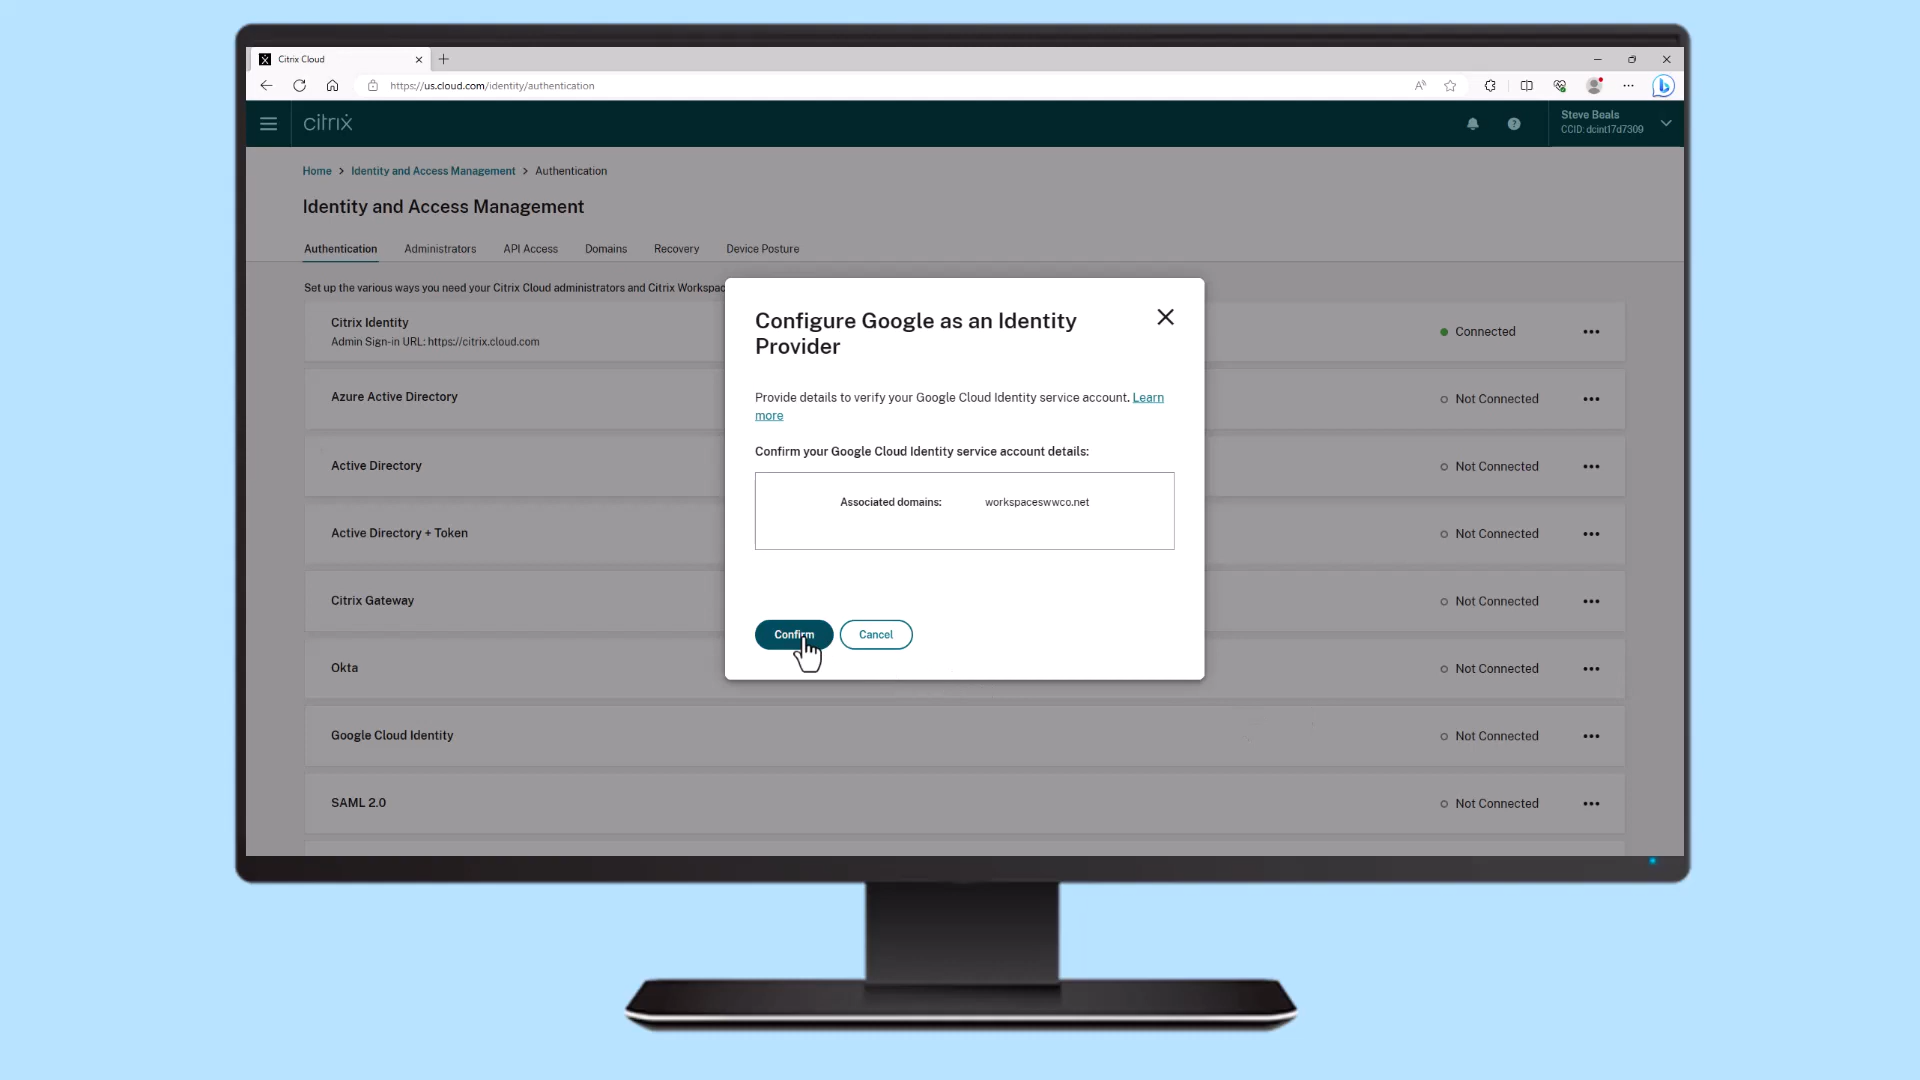 Citrix Cloud
https://us.cloud.com/identity/authentication
citrix
Steve Beals
CCID: dcint17d7309
Home > Identity and Access Management > Authentication
Identity and Access Management
Authentication Administrators API Access Domains Recovery Device Posture
Set up the various ways you need your Citrix Cloud administrators and Citrix Workspac
Citrix Identity
Admin Sign-in URL: https://citrix.cloud.com
Connected
Azure Active Directory
Not Connected
Active Directory
Not Connected
Active Directory + Token
Not Connected
Citrix Gateway
Not Connected
Okta
Not Connected
Google Cloud Identity
Not Connected
SAML 2.0
Not Connected
Configure Google as an Identity
Provider
Provide details to verify your Google Cloud Identity service account. Learn
more
Confirm your Google Cloud Identity service account details:
Associated domains: workspaceswwco.net
Confirm Cancel